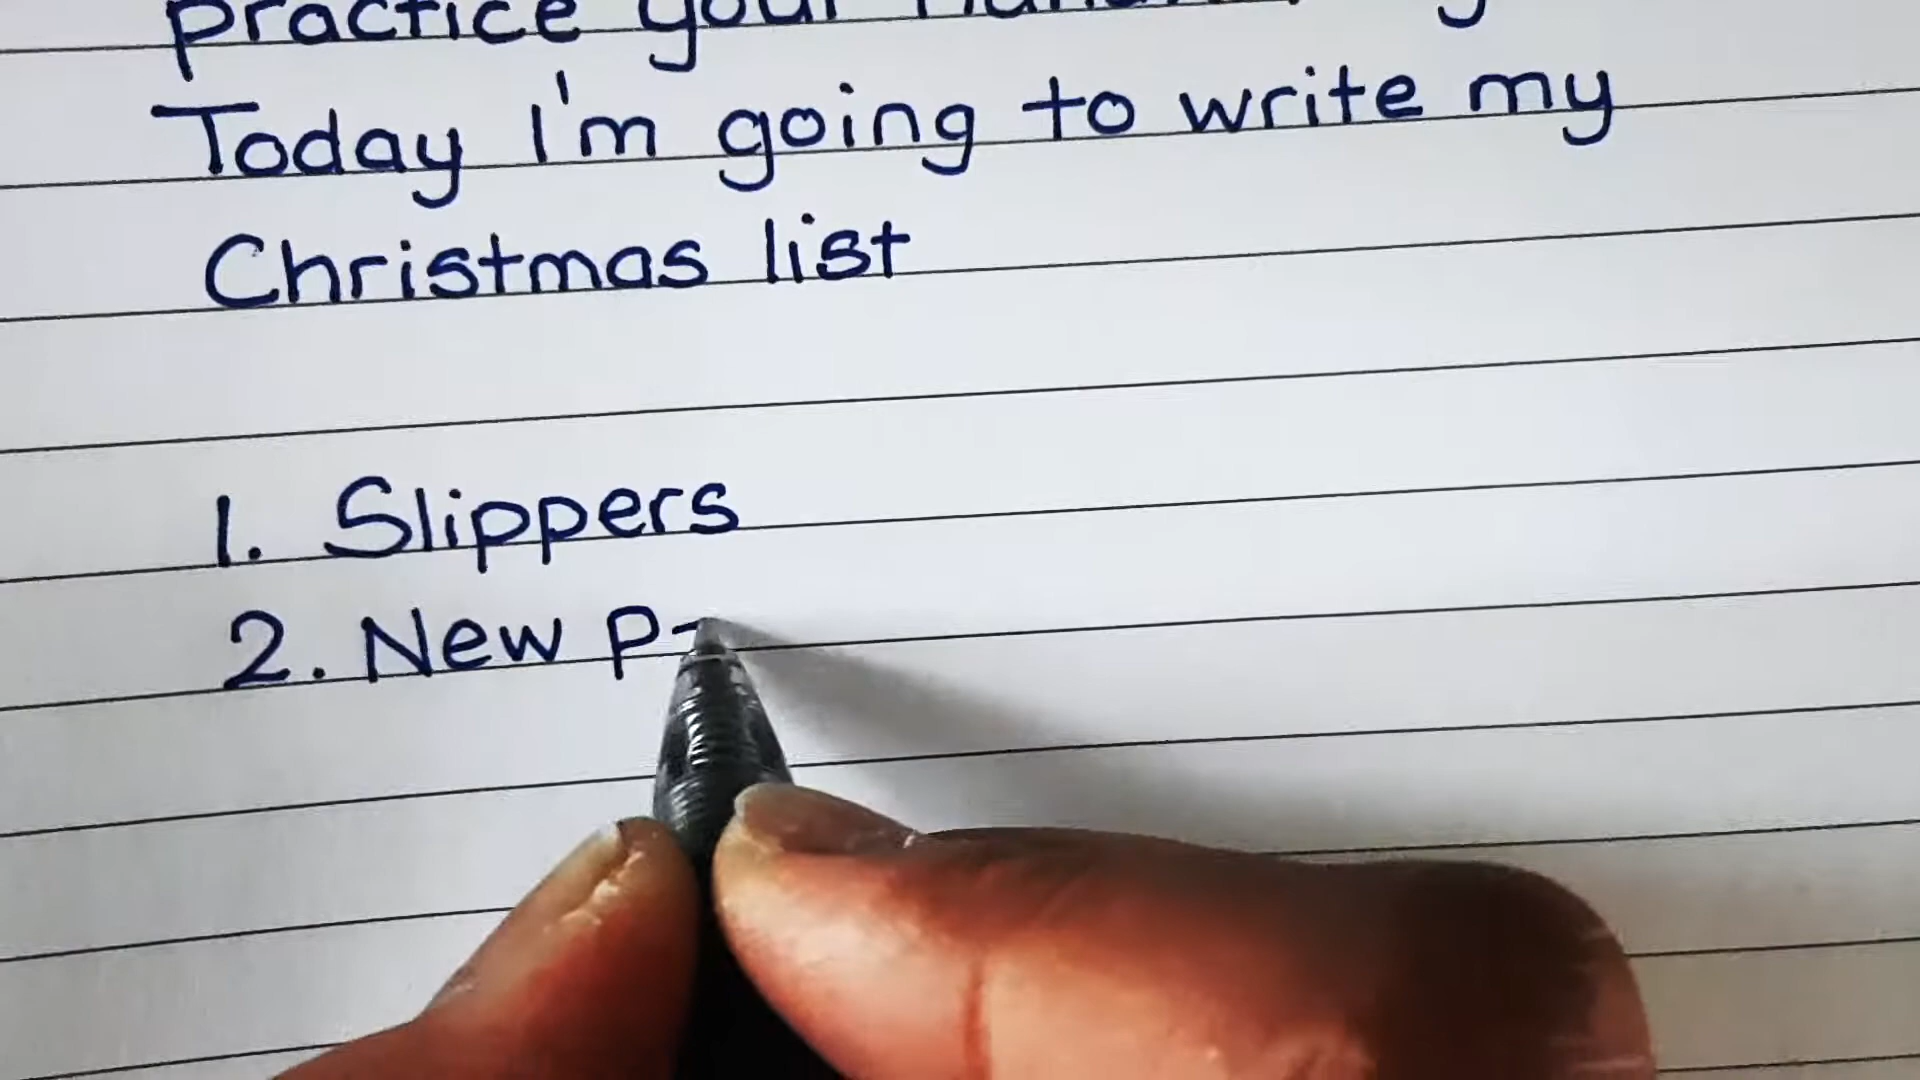 practice your
Today I'm going to write my
Christmas list
1. Slippers
2. New p